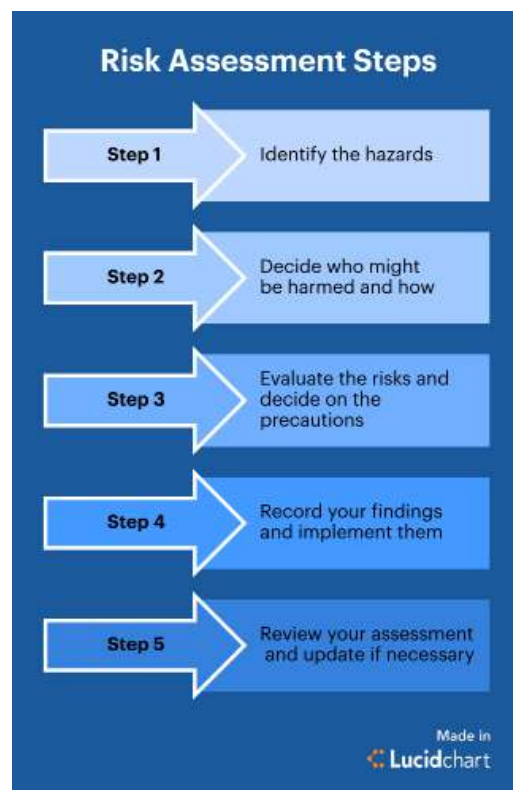 Risk Assessment Steps
Step 1
Identify the hazards
Step 2
Decide who might
be harmed and how
Step 3
Evaluate the risks and
decide on the
precautions
Step 4
Record your findings
and implement them
Step 5
Review your assessment
and update if necessary
Made in
Lucidchart